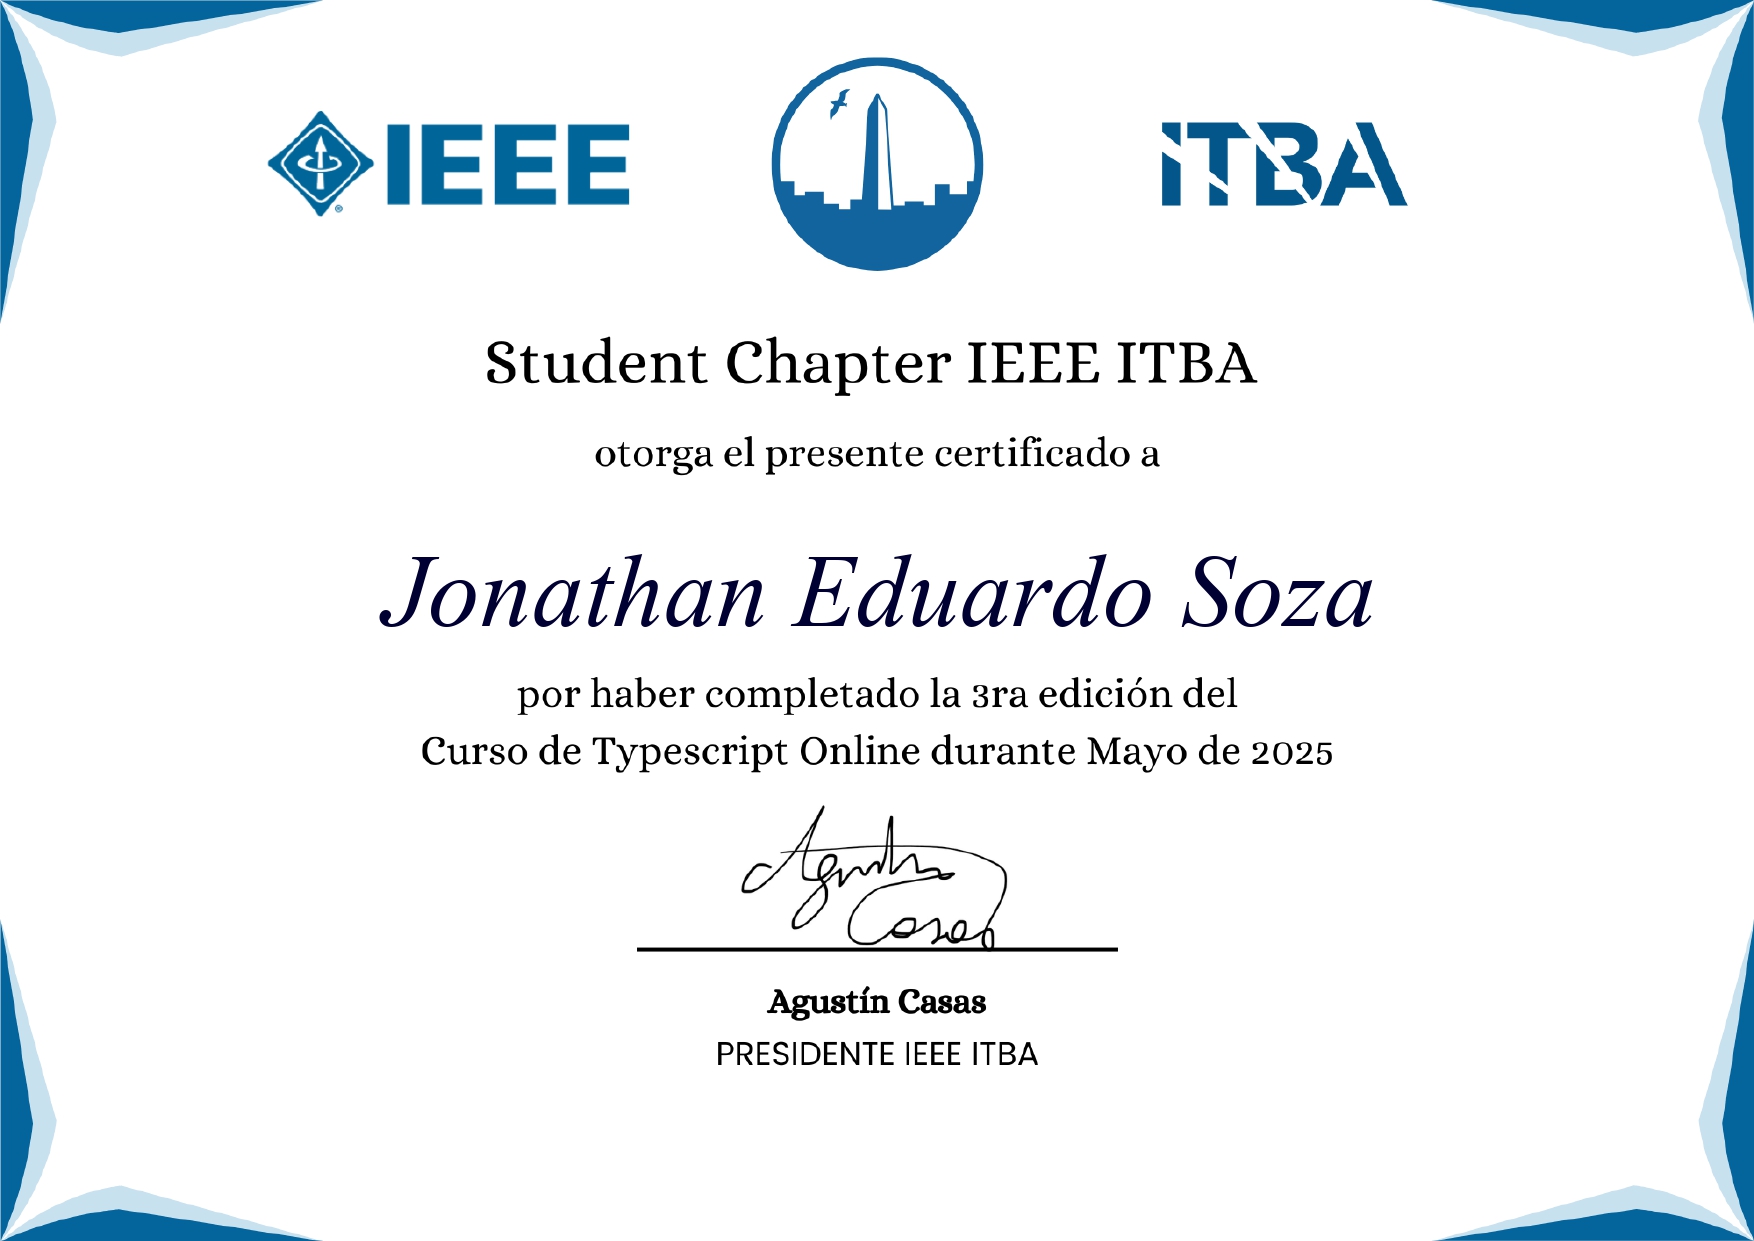 IEEE
ITBA
Student Chapter IEEE ITBA
otorga el presente certificado a
Jonathan Eduardo Soza
por haber completado la 3ra edición del
Curso de Typescript Online durante Mayo de 2025
Agustín
Casas
Agustín Casas
PRESIDENTE IEEE ITBA